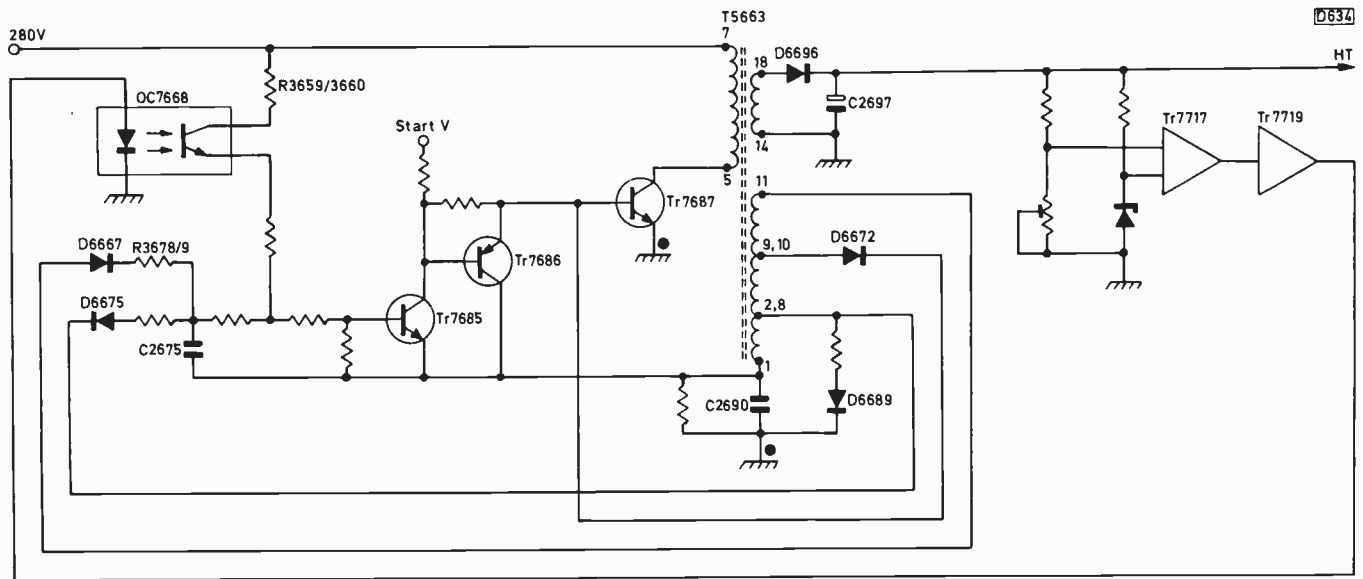 D634
T5663
280V
7
D6696
HT
18
R3659/3660
OC7668
C2697
Start V
Tr7717
Tr7719
14
5
11
Tr7687
D6667
R3678/9
9,10
D6672
Tr7686
D6675
2,8
Tr7685
C2675
1
C2690
D6689